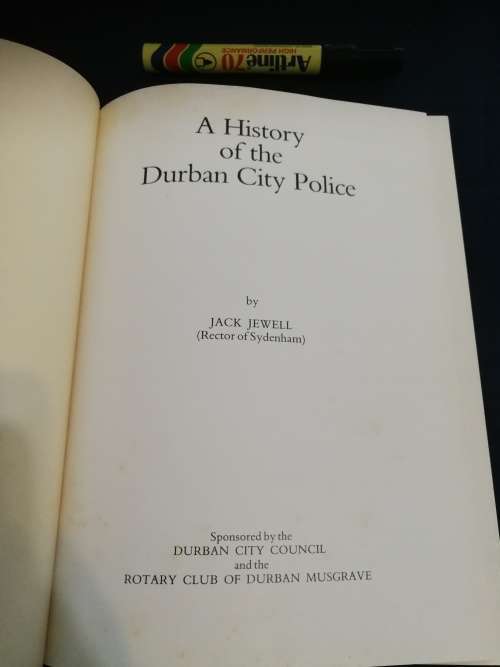 Artline 70
HIGH PERFORMANCE
A History
of the
Durban City Police
by
JACK JEWELL
(Rector of Sydenham)
Sponsored by the
DURBAN CITY COUNCIL
and the
ROTARY CLUB OF DURBAN MUSGRAVE